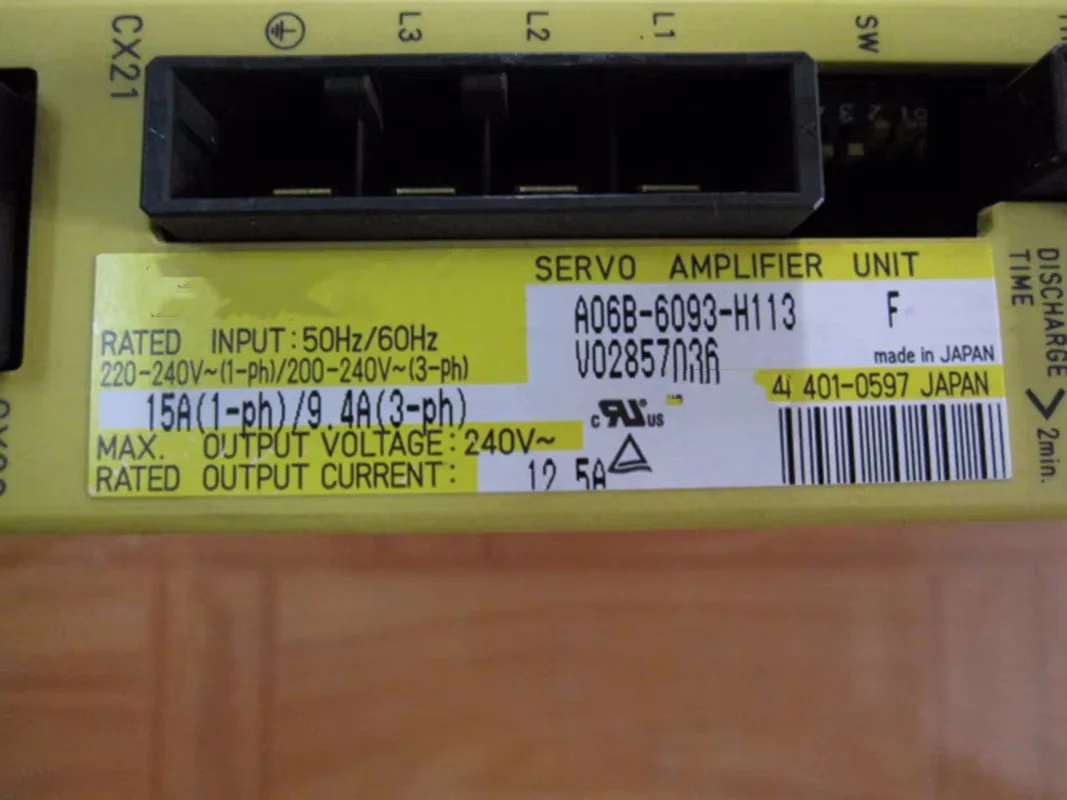 CX21
L3
L2
L1
SW
SERVO AMPLIFIER UNIT
A06B-6093-H113 F
V02857036
made in JAPAN
401-0597 JAPAN
RATED INPUT: 50Hz/60Hz
220-240V~(1-ph)/200-240V~(3-ph)
15A(1-ph)/9.4A(3-ph)
MAX. OUTPUT VOLTAGE: 240V~
RATED OUTPUT CURRENT: 12.5A
c RU US
DISCHARGE
TIME
> 2min.